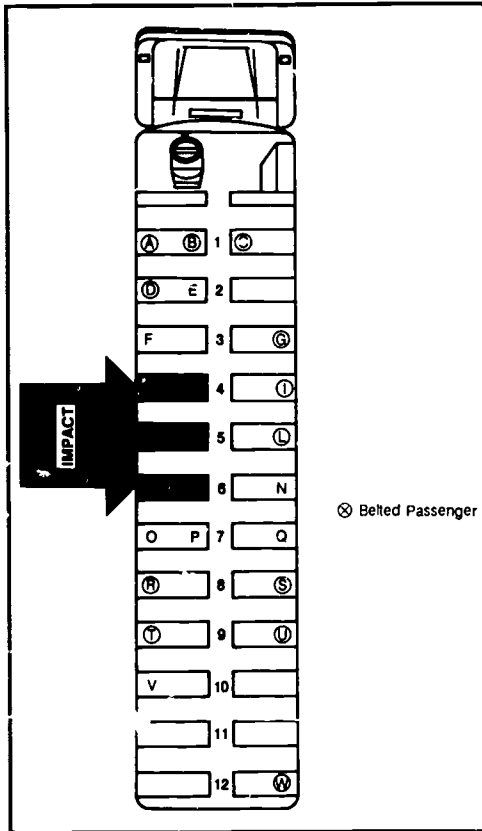 Ⓐ Ⓑ 1 Ⓒ
Ⓓ E 2
F 3 Ⓖ
4 Ⓘ
IMPACT
5 Ⓛ
6 N
⊗ Belted Passenger
O P 7 Q
Ⓡ 8 Ⓢ
Ⓣ 9 Ⓤ
V 10
11
12 Ⓦ